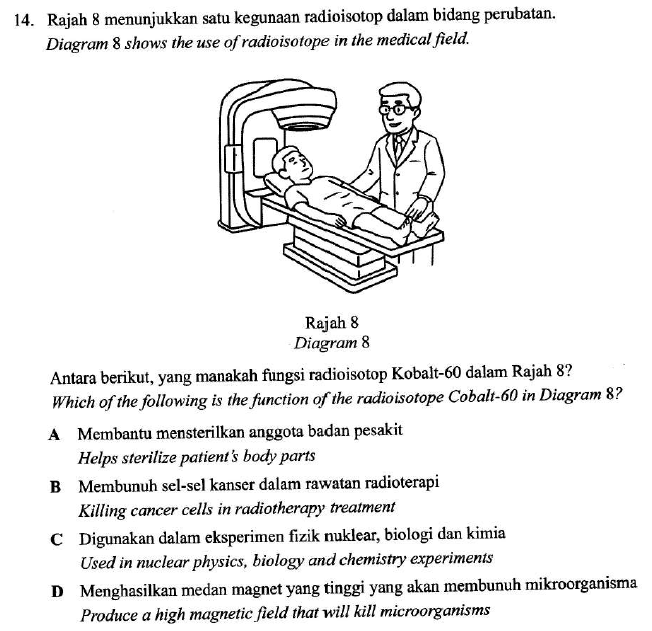 14. Rajah 8 menunjukkan satu kegunaan radioisotop dalam bidang perubatan.
Diagram 8 shows the use of radioisotope in the medical field.
Rajah 8
Diagram 8
Antara berikut, yang manakah fungsi radioisotop Kobalt-60 dalam Rajah 8?
Which of the following is the function of the radioisotope Cobalt-60 in Diagram 8?
A Membantu mensterilkan anggota badan pesakit
Helps sterilize patient's body parts
B Membunuh sel-sel kanser dalam rawatan radioterapi
Killing cancer cells in radiotherapy treatment
C Digunakan dalam eksperimen fizik nuklear, biologi dan kimia
Used in nuclear physics, biology and chemistry experiments
D Menghasilkan medan magnet yang tinggi yang akan membunuh mikroorganisma
Produce a high magnetic field that will kill microorganisms